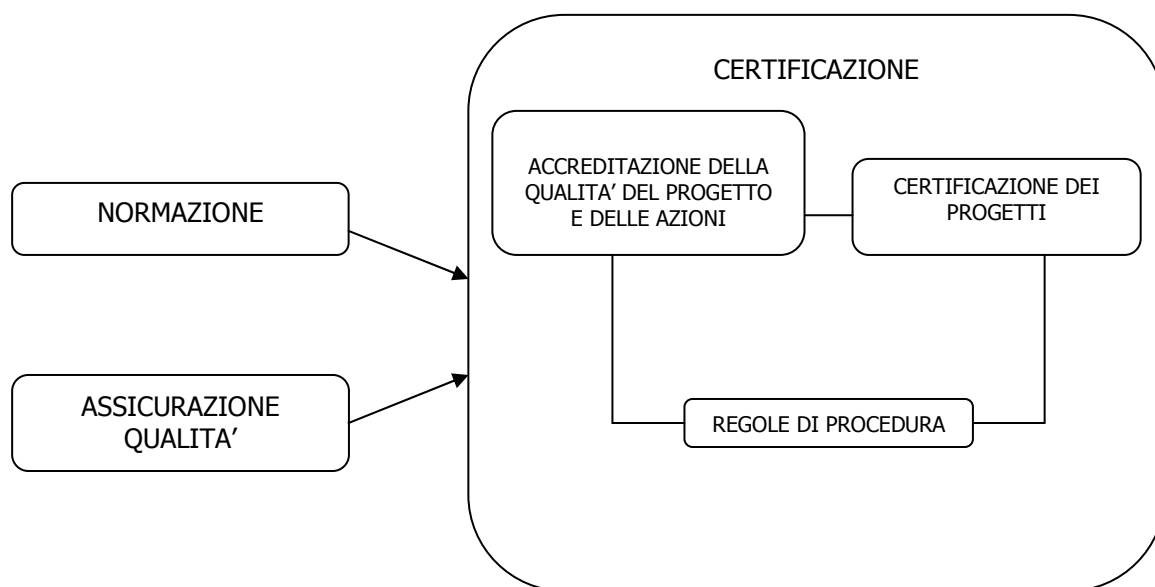 CERTIFICAZIONE
ACCREDITAZIONE DELLA
QUALITA’ DEL PROGETTO
E DELLE AZIONI
CERTIFICAZIONE DEI
PROGETTI
NORMAZIONE
ASSICURAZIONE
QUALITA’
REGOLE DI PROCEDURA